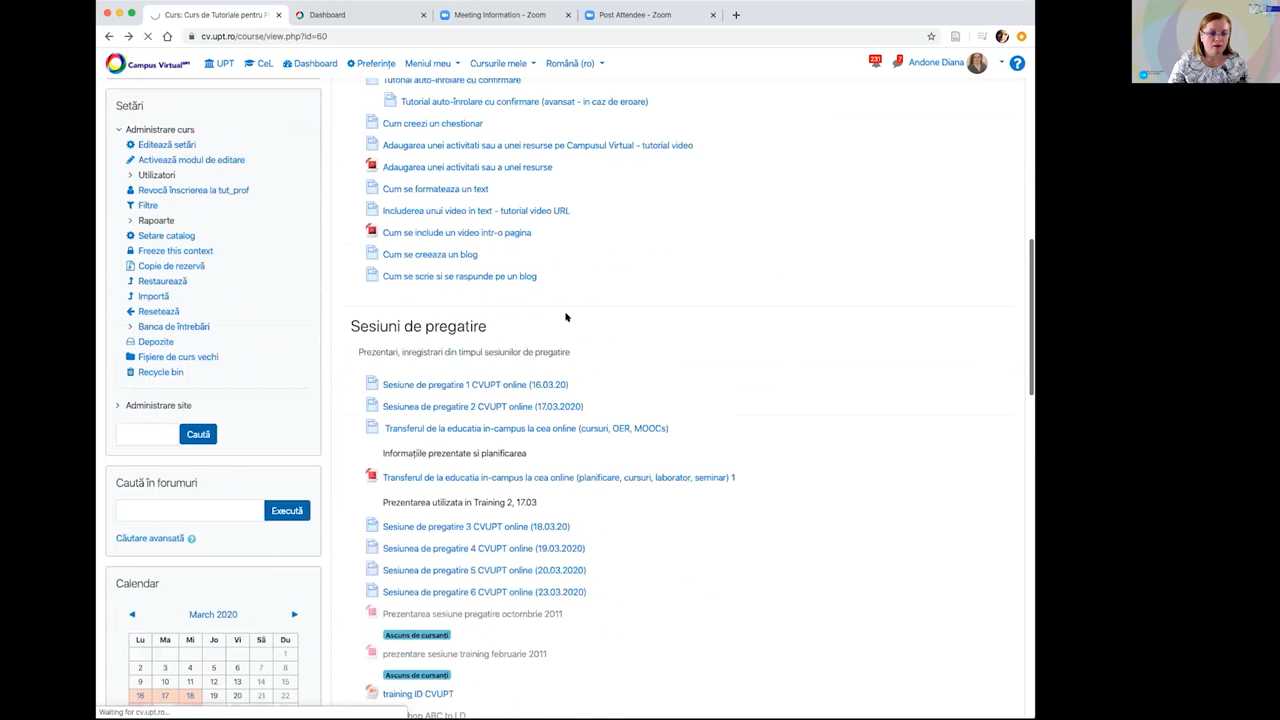 Curs: Curs de Tutoriale pentru P
Dashboard
Meeting Information - Zoom
Post Attendee - Zoom
cv.upt.ro/course/view.php?id=60
Campus Virtual UPT
UPT
CeL
Dashboard
Preferințe
Meniul meu
Cursurile mele
Română (ro)
231
7
Andone Diana
Setări
Administrare curs
Editează setări
Activează modul de editare
Utilizatori
Revocă înscrierea la tut_prof
Filtre
Rapoarte
Setare catalog
Freeze this context
Copie de rezervă
Restaurează
Importă
Resetează
Banca de întrebări
Depozite
Fișiere de curs vechi
Recycle bin
Administrare site
Caută
Caută în forumuri
Execută
Căutare avansată
Calendar
March 2020
Lu Ma Mi Jo Vi Sâ Du
1
2 3 4 5 6 7 8
9 10 11 12 13 14 15
16 17 18 19 20 21 22
Waiting for cv.upt.ro...
Tutorial auto-inrolare cu confirmare
Tutorial auto-înrolare cu confirmare (avansat - in caz de eroare)
Cum creezi un chestionar
Adaugarea unei activitati sau a unei resurse pe Campusul Virtual - tutorial video
Adaugarea unei activitati sau a unei resurse
Cum se formateaza un text
Includerea unui video in text - tutorial video URL
Cum se include un video intr-o pagina
Cum se creeaza un blog
Cum se scrie si se raspunde pe un blog
Sesiuni de pregatire
Prezentari, inregistrari din timpul sesiunilor de pregatire
Sesiune de pregatire 1 CVUPT online (16.03.20)
Sesiunea de pregatire 2 CVUPT online (17.03.2020)
Transferul de la educatia in-campus la cea online (cursuri, OER, MOOCs)
Informațiile prezentate si planificarea
Transferul de la educatia in-campus la cea online (planificare, cursuri, laborator, seminar) 1
Prezentarea utilizata in Training 2, 17.03
Sesiune de pregatire 3 CVUPT online (18.03.20)
Sesiunea de pregatire 4 CVUPT online (19.03.2020)
Sesiunea de pregatire 5 CVUPT online (20.03.2020)
Sesiunea de pregatire 6 CVUPT online (23.03.2020)
Prezentarea sesiune pregatire octombrie 2011
Ascuns de cursanți
prezentare sesiune training februarie 2011
Ascuns de cursanți
training ID CVUPT
ABC to LD